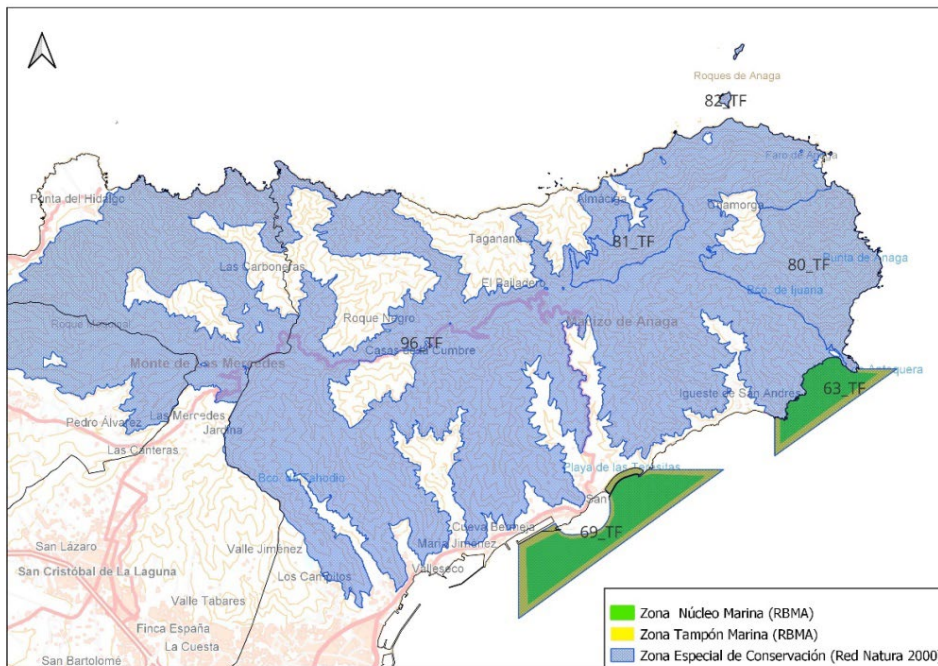 Roques de Anaga
82_TF
Faro de Anaga
Punta del Hidalgo
Almáciga
Chamorga
Taganana
81_TF
Las Carboneras
80_TF
Punta de Anaga
El Bailadero
Bco. de Ijuana
Roque Negro
Macizo de Anaga
96_TF
Casas de la Cumbre
Monte de Las Mercedes
Antequera
63_TF
Igueste de San Andres
Las Mercedes
Pedro Álvarez
Jardina
Las Canteras
Playa de las Teresitas
Bco. de Tahodio
San
Cueva Bermeja
69_TF
María Jiménez
San Lázaro
Valle Jiménez
Vallesoco
San Cristóbal de La Laguna
Los Campitos
Valle Tabares
Finca España
La Cuesta
San Bartolomé
Zona Núcleo Marina (RBMA)
Zona Tampón Marina (RBMA)
Zona Especial de Conservación (Red Natura 2000)